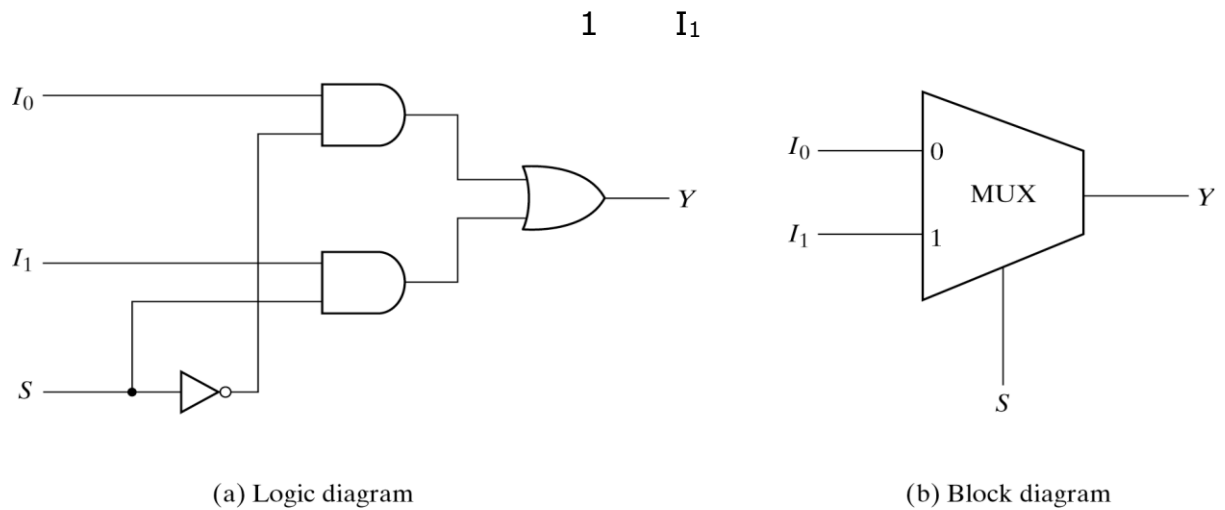 1 I₁
I₀
I₁
S
Y
I₀
I₁
0
1
MUX
Y
S
(a) Logic diagram
(b) Block diagram